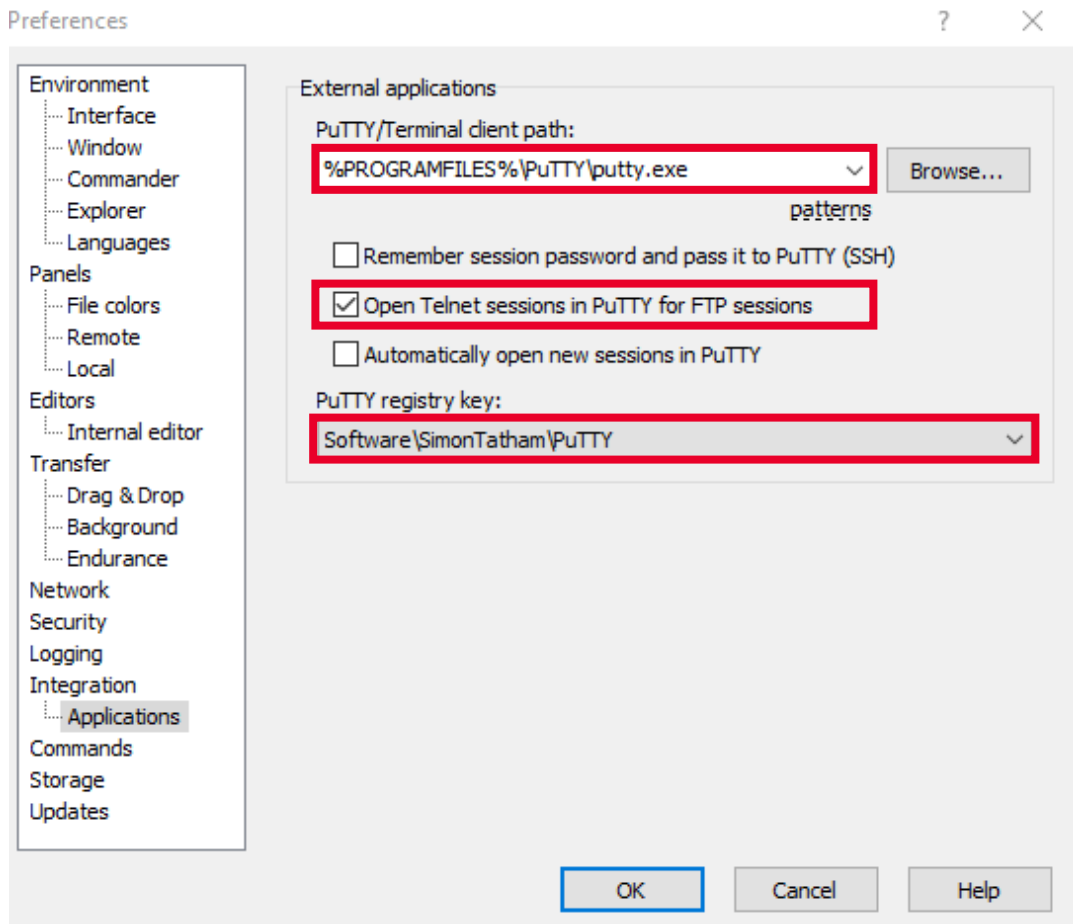 Preferences
Environment
Interface
Window
Commander
Explorer
Languages
Panels
File colors
Remote
Local
Editors
Internal editor
Transfer
Drag & Drop
Background
Endurance
Network
Security
Logging
Integration
Applications
Commands
Storage
Updates
External applications
PuTTY/Terminal client path:
%PROGRAMFILES%\PuTTY\putty.exe
Browse...
patterns
Remember session password and pass it to PuTTY (SSH)
Open Telnet sessions in PuTTY for FTP sessions
Automatically open new sessions in PuTTY
PuTTY registry key:
Software\SimonTatham\PuTTY
OK Cancel Help